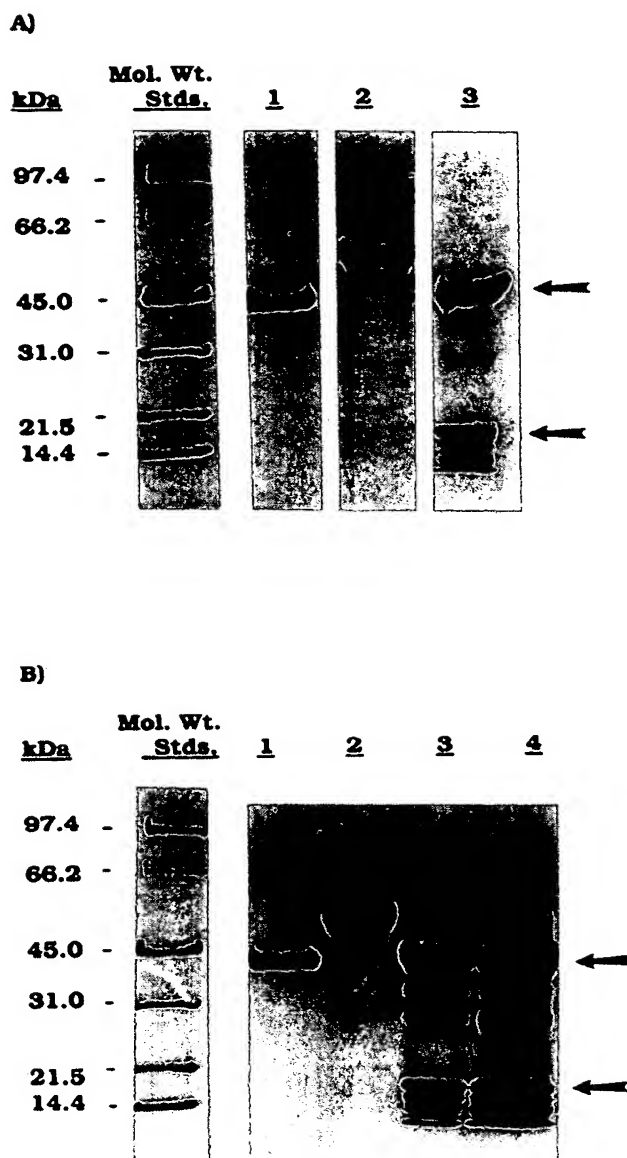 A)
Mol. Wt.
kDa Stds. 1 2 3
97.4 -
66.2 -
45.0 -
31.0 -
21.5 -
14.4 -
B)
Mol. Wt.
kDa Stds. 1 2 3 4
97.4 -
66.2 -
45.0 -
31.0 -
21.5 -
14.4 -